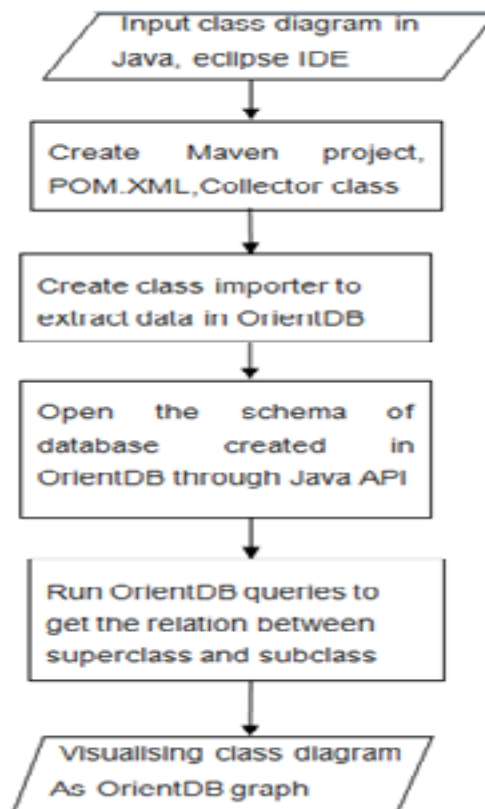 Input class diagram in
Java, eclipse IDE
Create Maven project,
POM.XML,Collector class
Create class importer to
extract data in OrientDB
Open the schema of
database created in
OrientDB through Java API
Run OrientDB queries to
get the relation between
superclass and subclass
Visualising class diagram
As OrientDB graph